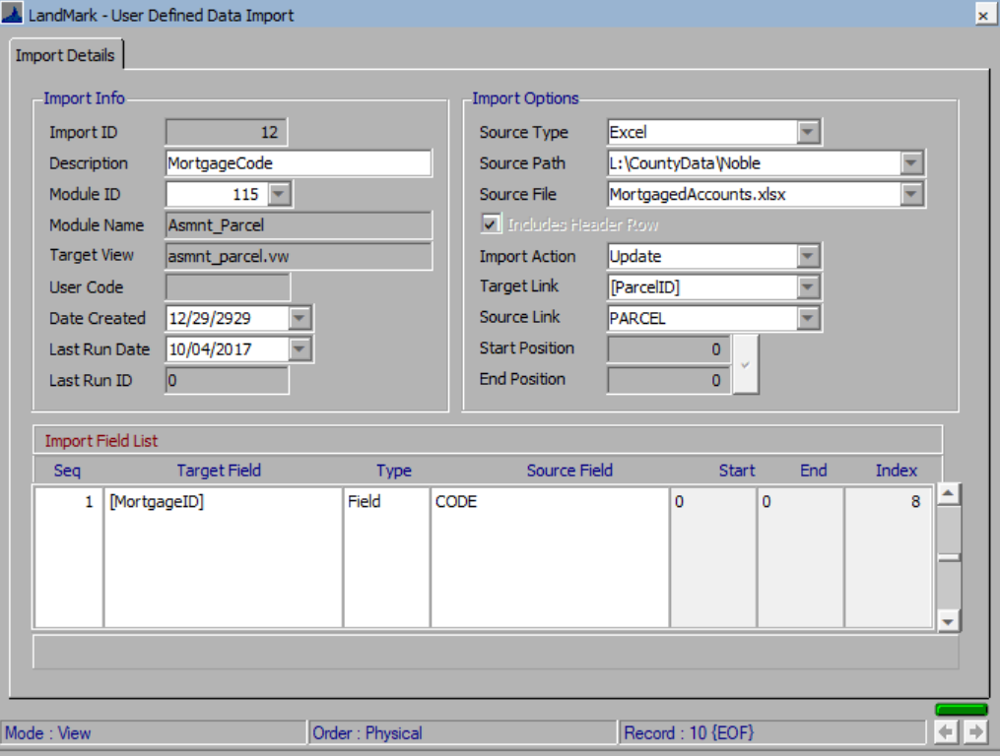 LandMark - User Defined Data Import
Import Details
Import Info
Import ID 12
Description MortgageCode
Module ID 115
Module Name Asmnt_Parcel
Target View asmnt_parcel.vw
User Code
Date Created 12/29/2929
Last Run Date 10/04/2017
Last Run ID 0
Import Options
Source Type Excel
Source Path L:\CountyData\Noble
Source File MortgagedAccounts.xlsx
Includes Header Row
Import Action Update
Target Link [ParcelID]
Source Link PARCEL
Start Position 0
End Position 0
Import Field List
Seq Target Field Type Source Field Start End Index
1 [MortgageID] Field CODE 0 0 8
Mode : View Order : Physical Record : 10 {EOF}